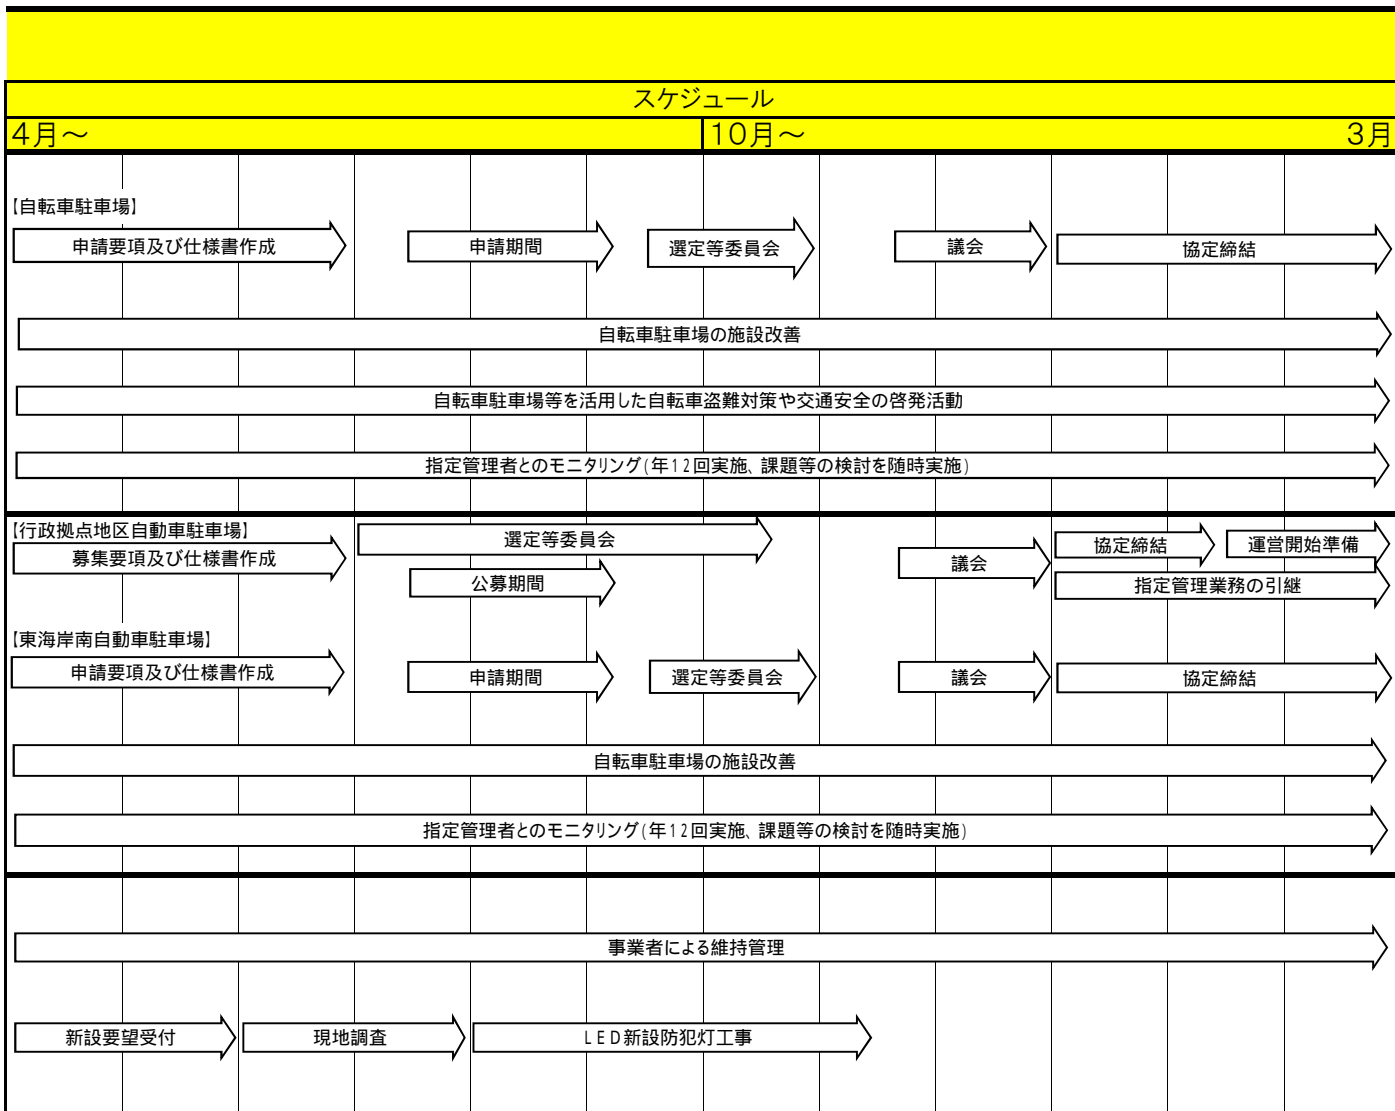 スケジュール
4月～
10月～
3月
【自転車駐車場】
申請要項及び仕様書作成
申請期間
選定等委員会
議会
協定締結
自転車駐車場の施設改善
自転車駐車場等を活用した自転車盗難対策や交通安全の啓発活動
指定管理者とのモニタリング(年12回実施、課題等の検討を随時実施)
【行政拠点地区自動車駐車場】
募集要項及び仕様書作成
選定等委員会
公募期間
議会
協定締結
運営開始準備
指定管理業務の引継
【東海岸南自動車駐車場】
申請要項及び仕様書作成
申請期間
選定等委員会
議会
協定締結
自転車駐車場の施設改善
指定管理者とのモニタリング(年12回実施、課題等の検討を随時実施)
事業者による維持管理
新設要望受付
現地調査
LED新設防犯灯工事